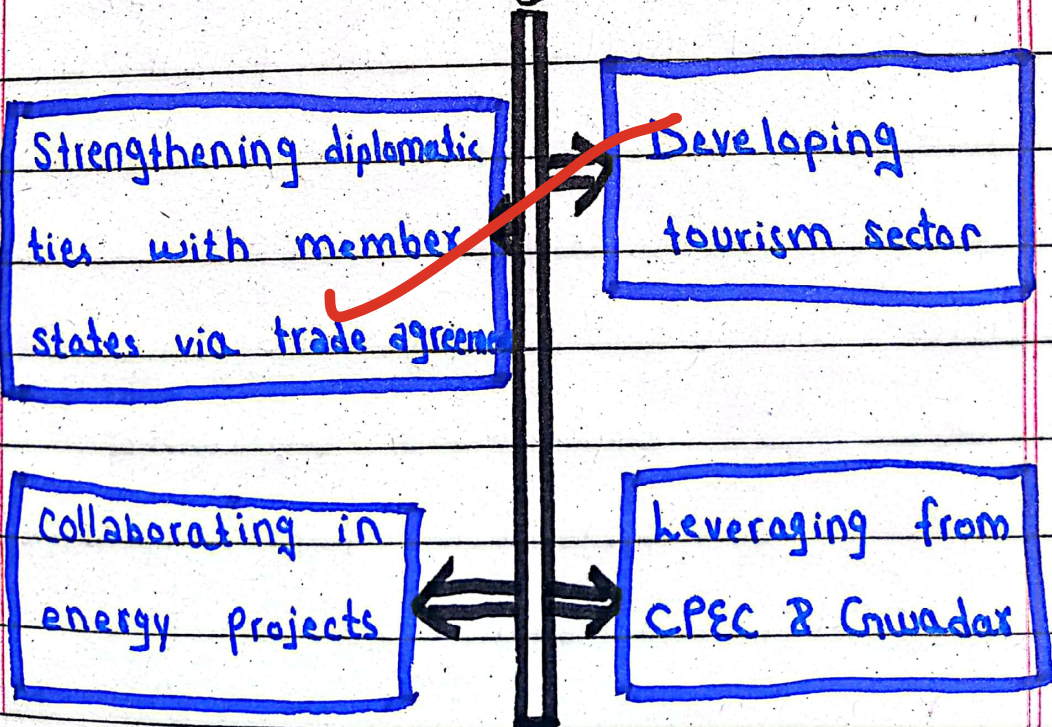 Strengthening diplomatic
ties with member
states via trade agreeme
Developing
tourism sector
Collaborating in
energy projects
Leveraging from
CPEC & Gwadar